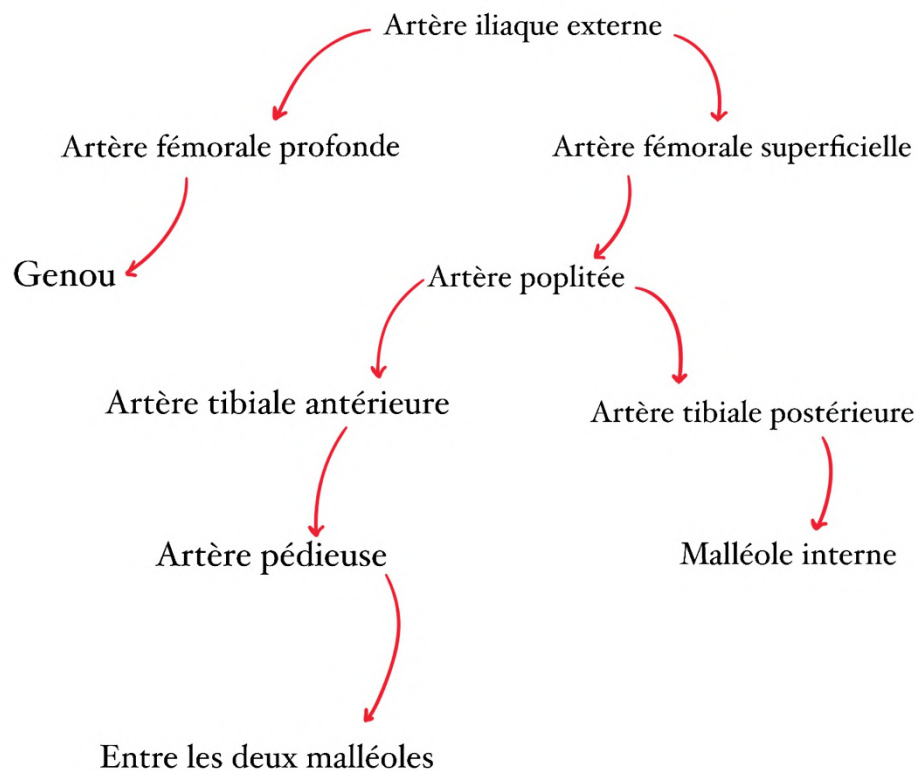 Artère iliaque externe
Artère fémorale profonde
Artère fémorale superficielle
Genou
Artère poplitée
Artère tibiale antérieure
Artère tibiale postérieure
Artère pédieuse
Malléole interne
Entre les deux malléoles